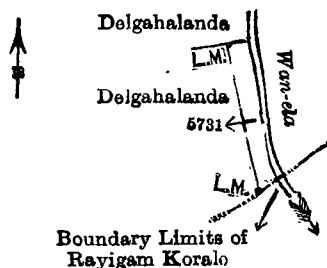 Delgahalanda
L.M.
Delgahalanda
Wan-ela
5731
L.M.
Boundary Limits of
Rayigam Koralo